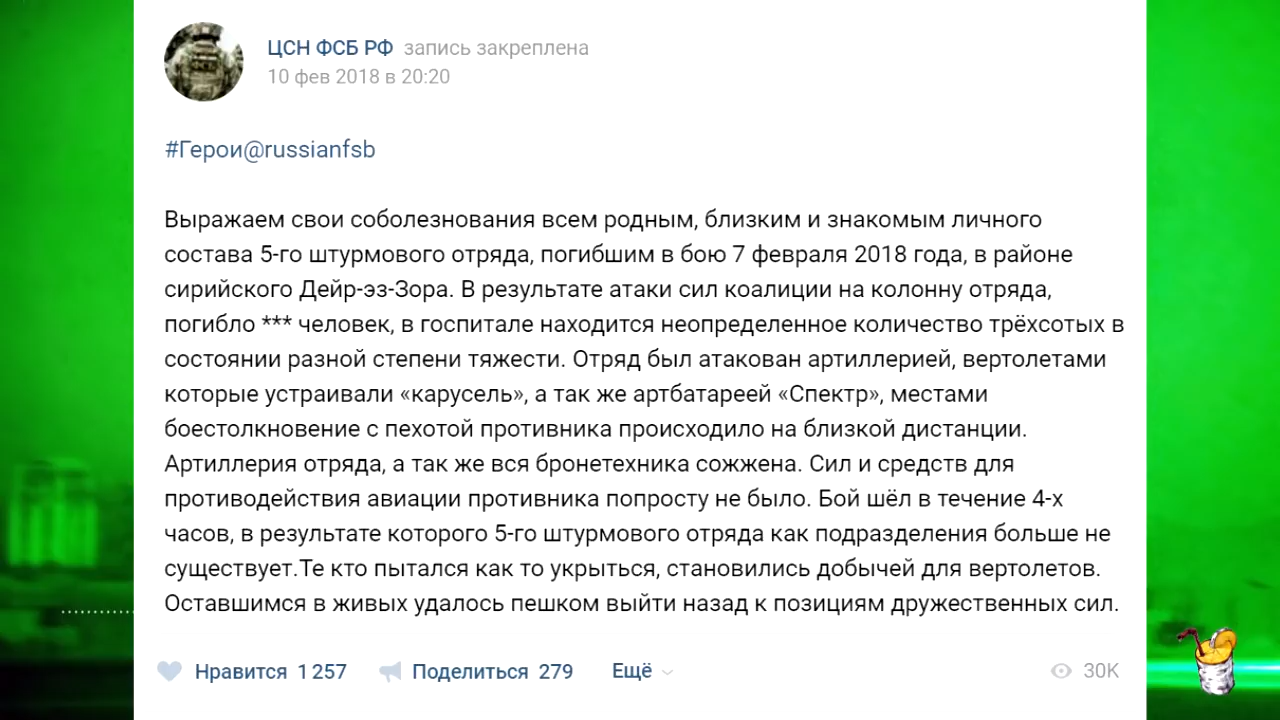 ЦСН ФСБ РФ запись закреплена
10 фев 2018 в 20:20
#Герои@russianfsb
Выражаем свои соболезнования всем родным, близким и знакомым личного
состава 5-го штурмового отряда, погибшим в бою 7 февраля 2018 года, в районе
сирийского Дейр-эз-Зора. В результате атаки сил коалиции на колонну отряда,
погибло *** человек, в госпитале находится неопределенное количество трёхсотых в
состоянии разной степени тяжести. Отряд был атакован артиллерией, вертолетами
которые устраивали «карусель», а так же артбатареей «Спектр», местами
боестолкновение с пехотой противника происходило на близкой дистанции.
Артиллерия отряда, а так же вся бронетехника сожжена. Сил и средств для
противодействия авиации противника попросту не было. Бой шёл в течение 4-х
часов, в результате которого 5-го штурмового отряда как подразделения больше не
существует.Те кто пытался как то укрыться, становились добычей для вертолетов.
Оставшимся в живых удалось пешком выйти назад к позициям дружественных сил.
Нравится 1 257 Поделиться 279 Ещё 30K